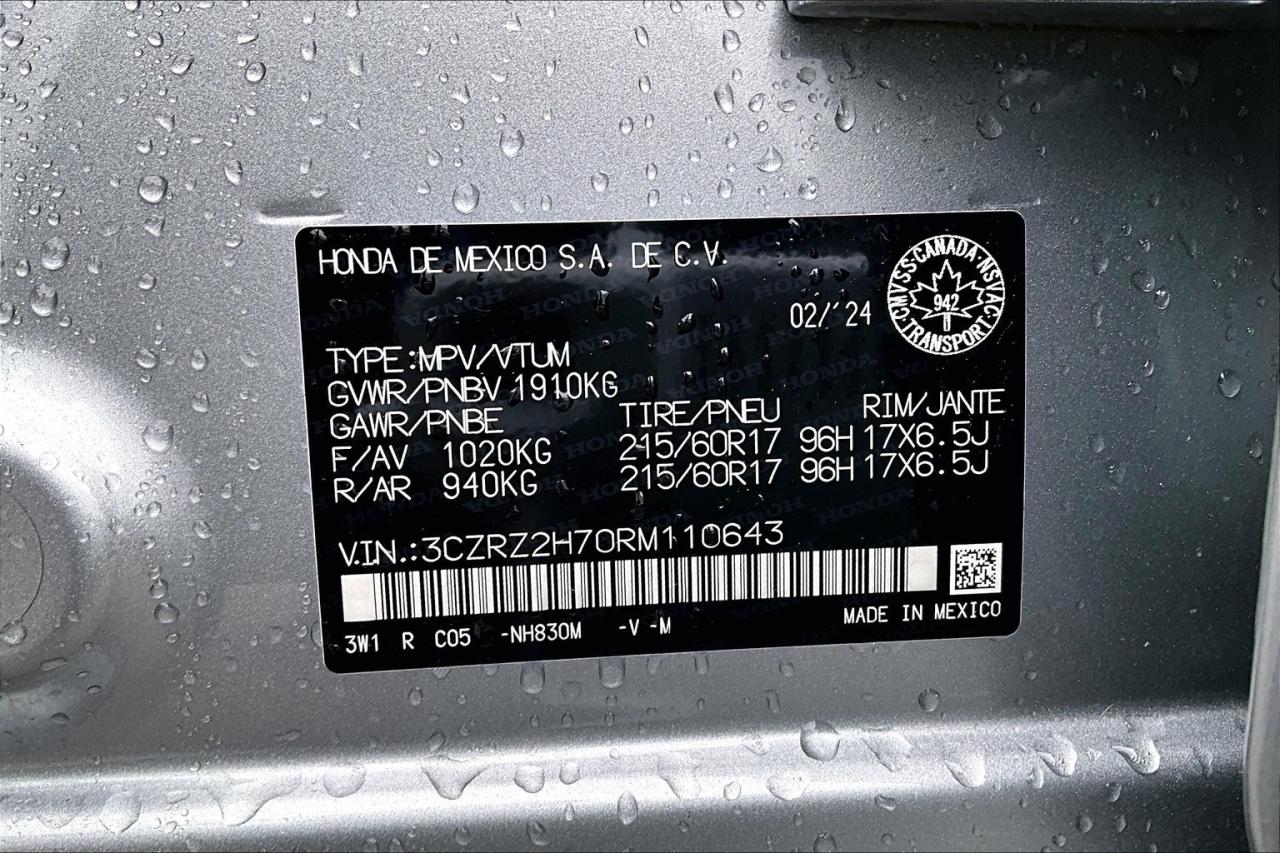 HONDA DE MEXICO S.A. DE C.V.
02/'24
CMVSS·CANADA·NSVAC·TRANSPORT
942
TYPE:MPV/VTUM
GVWR/PNBV 1910KG
GAWR/PNBE TIRE/PNEU RIM/JANTE
F/AV 1020KG 215/60R17 96H 17X6.5J
R/AR 940KG 215/60R17 96H 17X6.5J
V.I.N.:3CZRZ2H70RM110643
MADE IN MEXICO
3W1 R C05 -NH830M -V -M